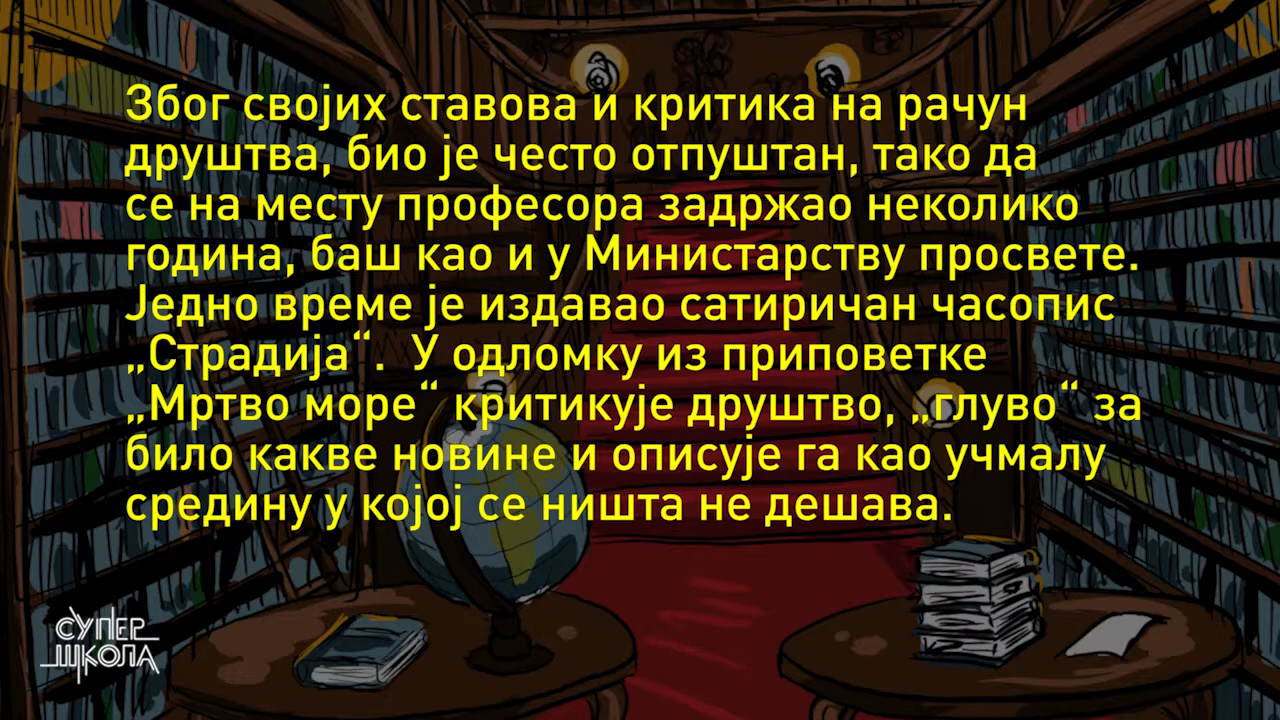 Због својих ставова и критика на рачун
друштва, био је често отпуштан, тако да
се на месту професора задржао неколико
година, баш као и у Министарству просвете.
Једно време је издавао сатиричан часопис
„Страдија“. У одломку из приповетке
„Мртво море“ критикује друштво, „глуво“ за
било какве новине и описује га као учмалу
средину у којој се ништа не дешава.
СУПЕР
ШКОЛА